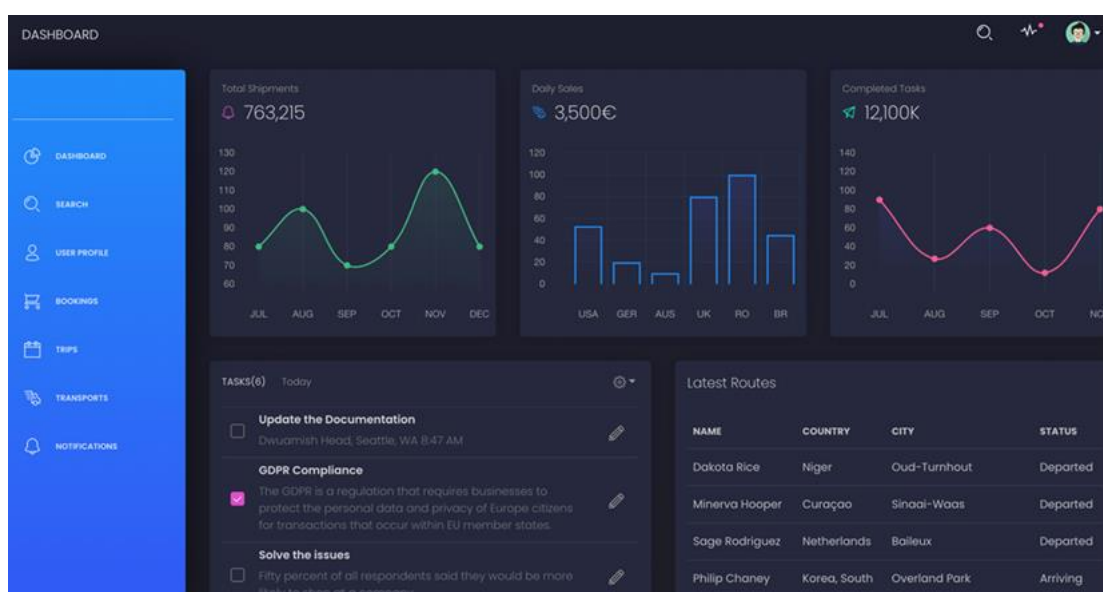 DASHBOARD
DASHBOARD
SEARCH
USER PROFILE
BOOKINGS
TRIPS
TRANSPORTS
NOTIFICATIONS
Total Shipments
763,215
130
120
110
100
90
80
70
60
JUL AUG SEP OCT NOV DEC
Daily Sales
3,500€
120
100
80
60
40
20
0
USA GER AUS UK RO BR
Completed Tasks
12,100K
140
120
100
80
60
40
20
0
JUL AUG SEP OCT
TASKS(6) Today
Update the Documentation
Dwuamish Head, Seattle, WA 8:47 AM
GDPR Compliance
The GDPR is a regulation that requires businesses to
protect the personal data and privacy of Europe citizens
for transactions that occur within EU member states.
Solve the issues
Fifty percent of all respondents said they would be more
Latest Routes
NAME COUNTRY CITY STATUS
Dakota Rice Niger Oud-Turnhout Departed
Minerva Hooper Curaçao Sinaai-Waas Departed
Sage Rodriguez Netherlands Baileux Departed
Philip Chaney Korea, South Overland Park Arriving